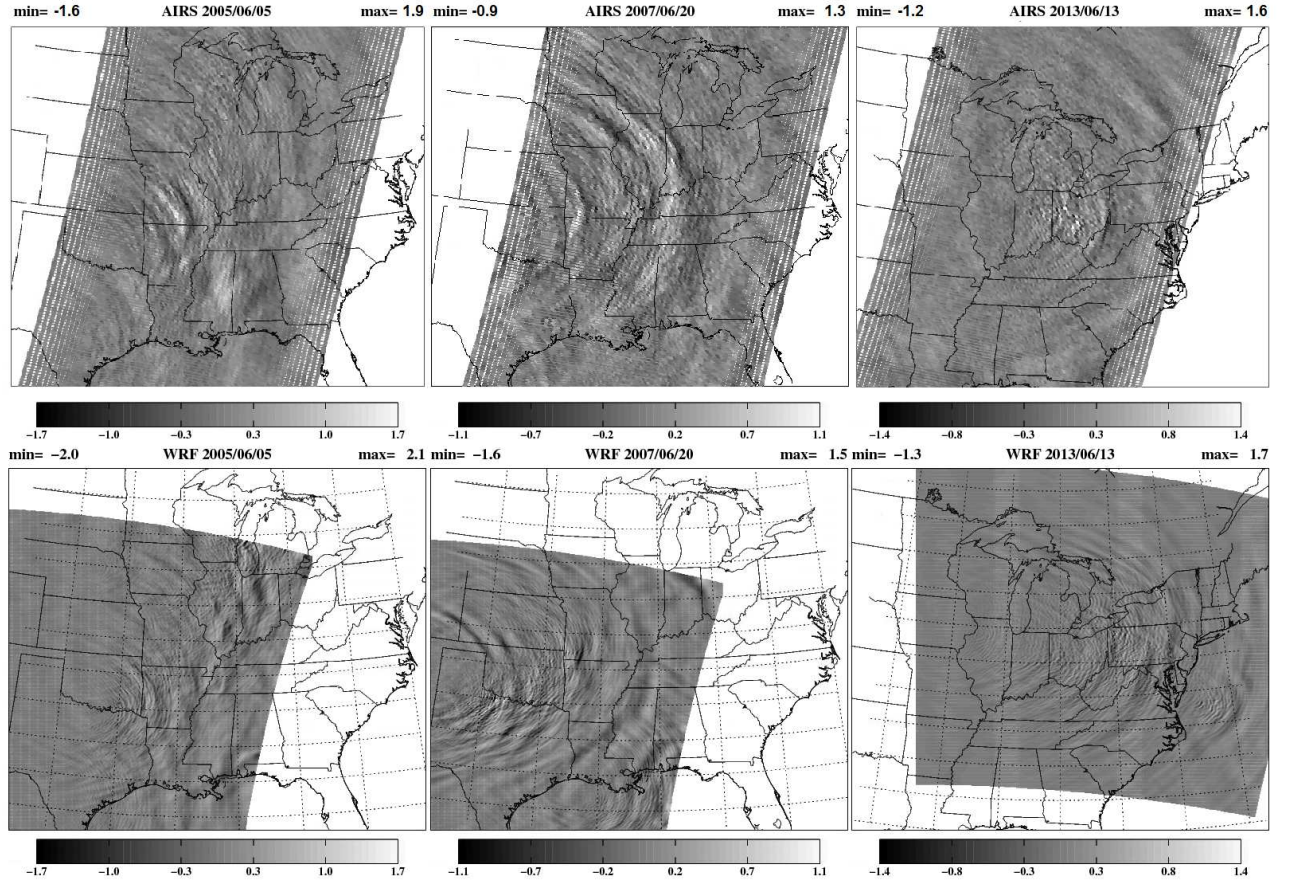 min= -1.6 AIRS 2005/06/05 max= 1.9
min= -0.9 AIRS 2007/06/20 max= 1.3
min= -1.2 AIRS 2013/06/13 max= 1.6
-1.7 -1.0 -0.3 0.3 1.0 1.7
-1.1 -0.7 -0.2 0.2 0.7 1.1
-1.4 -0.8 -0.3 0.3 0.8 1.4
min= -2.0 WRF 2005/06/05 max= 2.1
min= -1.6 WRF 2007/06/20 max= 1.5
min= -1.3 WRF 2013/06/13 max= 1.7
-1.7 -1.0 -0.3 0.3 1.0 1.7
-1.1 -0.7 -0.2 0.2 0.7 1.1
-1.4 -0.8 -0.3 0.3 0.8 1.4